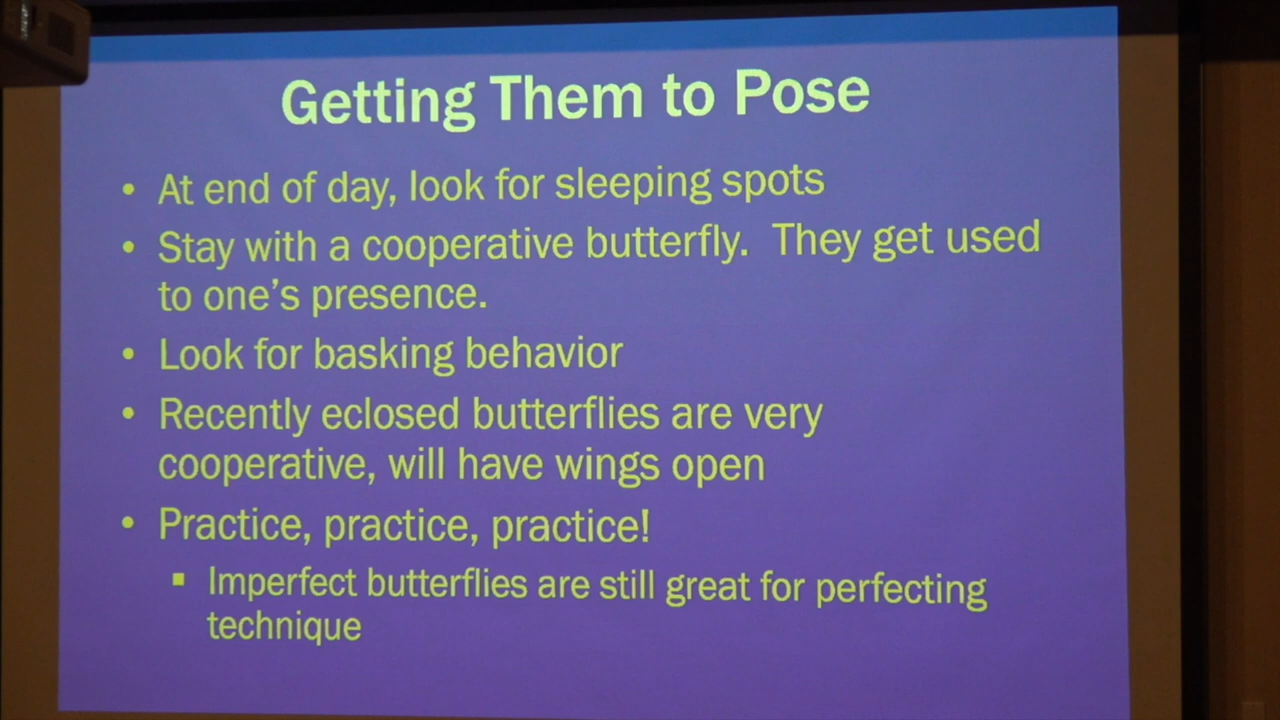 Getting Them to Pose
• At end of day, look for sleeping spots
• Stay with a cooperative butterfly.  They get used
to one's presence.
• Look for basking behavior
• Recently eclosed butterflies are very
cooperative, will have wings open
• Practice, practice, practice!
▪ Imperfect butterflies are still great for perfecting
technique